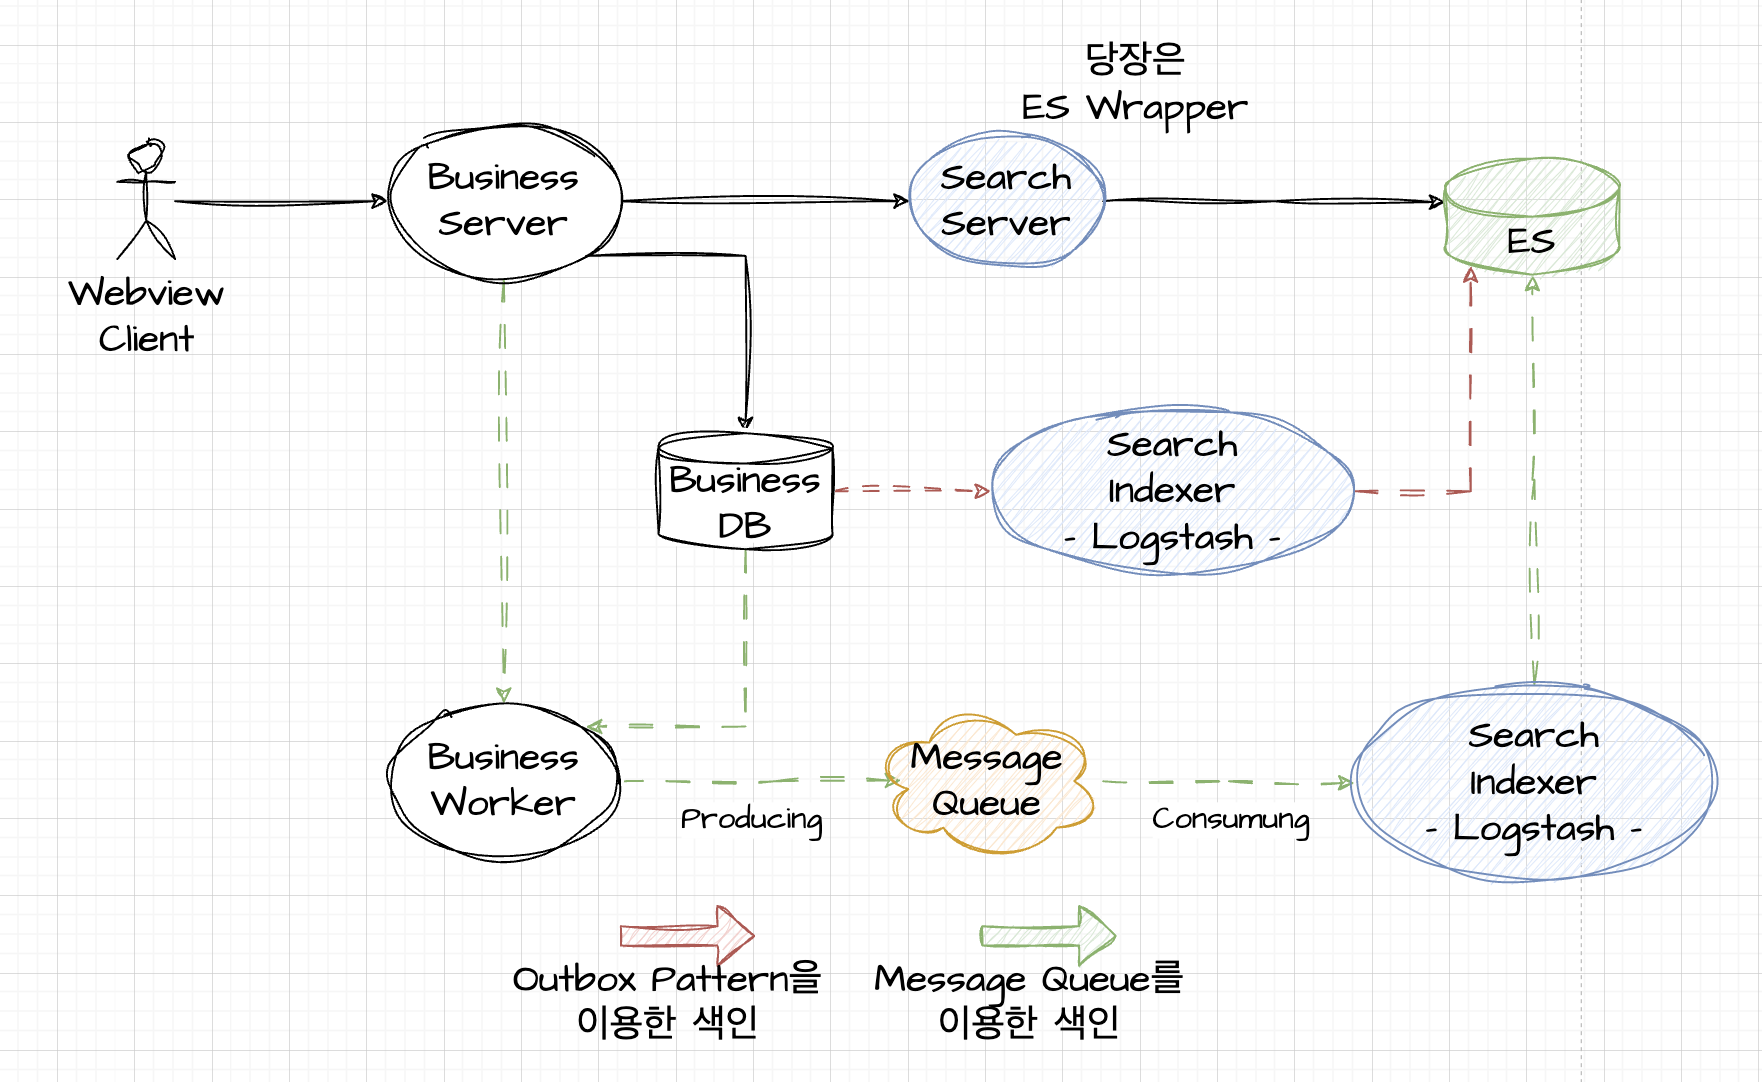 당장은
ES Wrapper
Webview
Client
Business
Server
Search
Server
ES
Business
DB
Search
Indexer
- Logstash -
Business
Worker
Producing
Message
Queue
Consumung
Search
Indexer
- Logstash -
Outbox Pattern을
이용한 색인
Message Queue를
이용한 색인